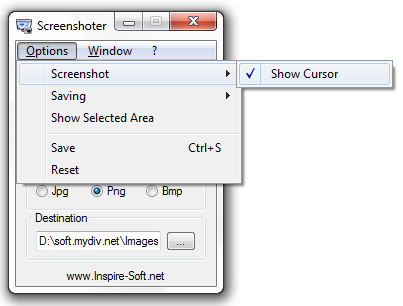 Screenshoter
Options Window ?
Screenshot Show Cursor
Saving
Show Selected Area
Save Ctrl+S
Reset
Jpg Png Bmp
Destination
D:\soft.mydiv.net\Images ...
www.Inspire-Soft.net